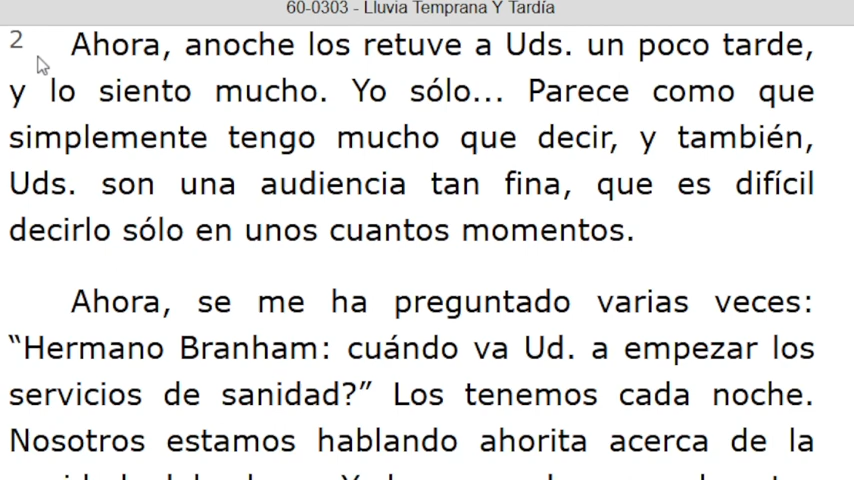 60-0303 - Lluvia Temprana Y Tardía
2 Ahora, anoche los retuve a Uds. un poco tarde,
y lo siento mucho. Yo sólo... Parece como que
simplemente tengo mucho que decir, y también,
Uds. son una audiencia tan fina, que es difícil
decirlo sólo en unos cuantos momentos.
Ahora, se me ha preguntado varias veces:
“Hermano Branham: cuándo va Ud. a empezar los
servicios de sanidad?” Los tenemos cada noche.
Nosotros estamos hablando ahorita acerca de la